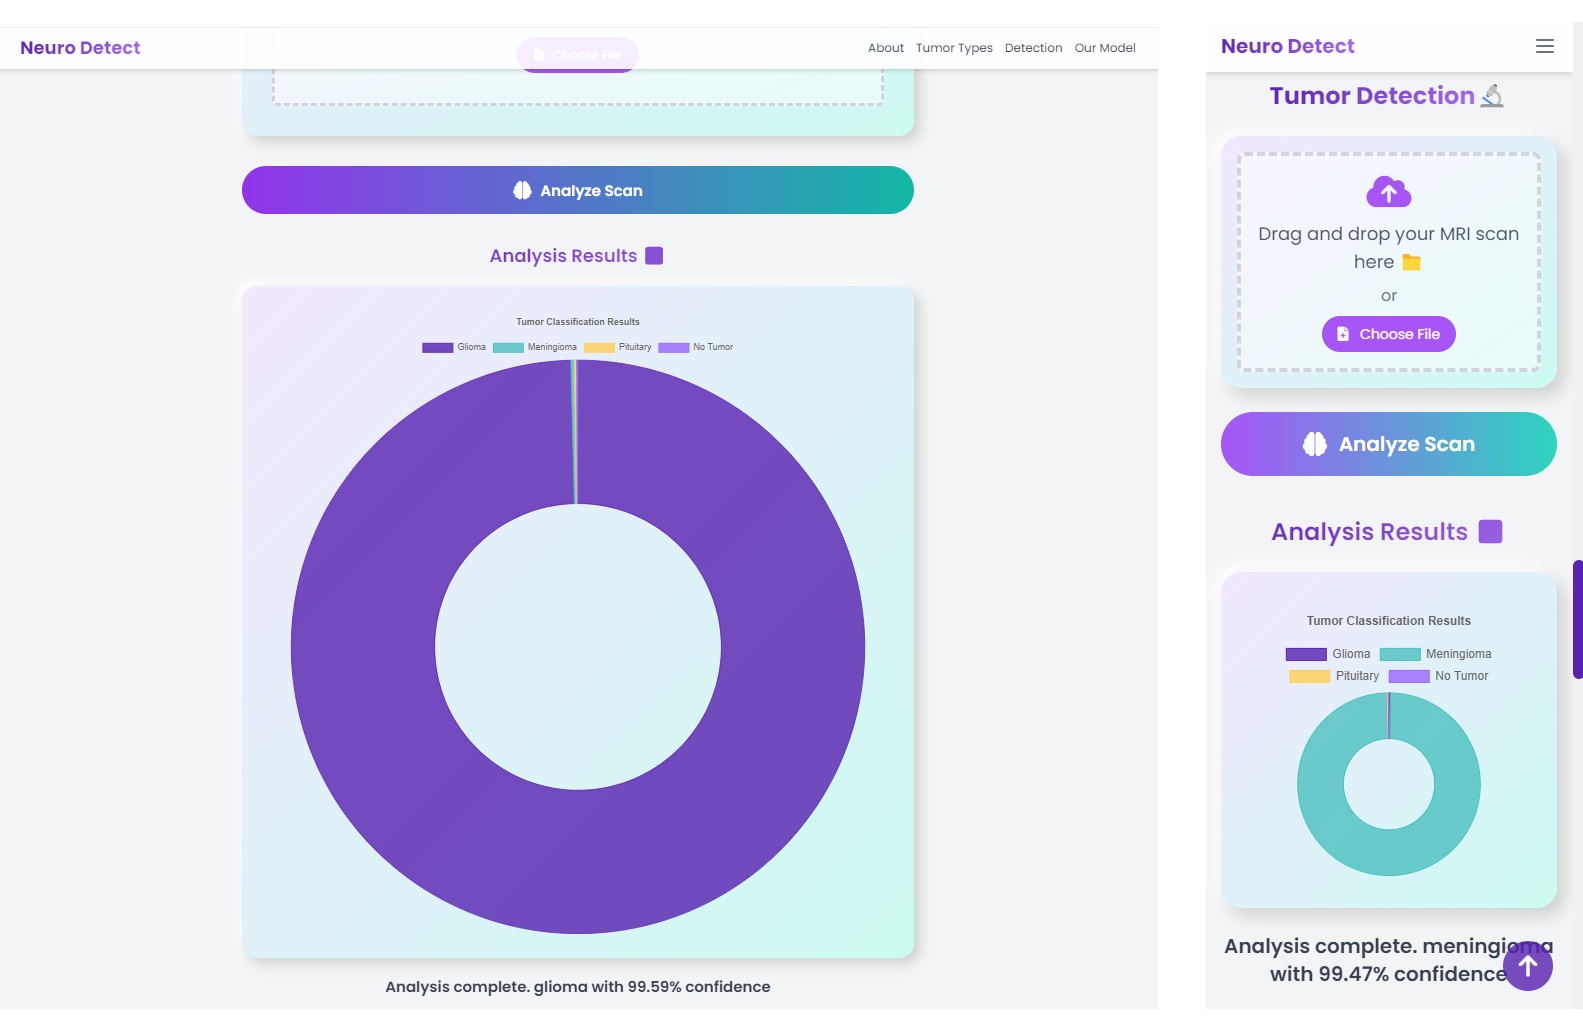 Neuro Detect
About Tumor Types Detection Our Model
Choose File
Analyze Scan
Analysis Results
Tumor Classification Results
Glioma Meningioma Pituitary No Tumor
Analysis complete. glioma with 99.59% confidence
Neuro Detect
Tumor Detection
Drag and drop your MRI scan
here
or
Choose File
Analyze Scan
Analysis Results
Tumor Classification Results
Glioma Meningioma
Pituitary No Tumor
Analysis complete. meningioma
with 99.47% confidence